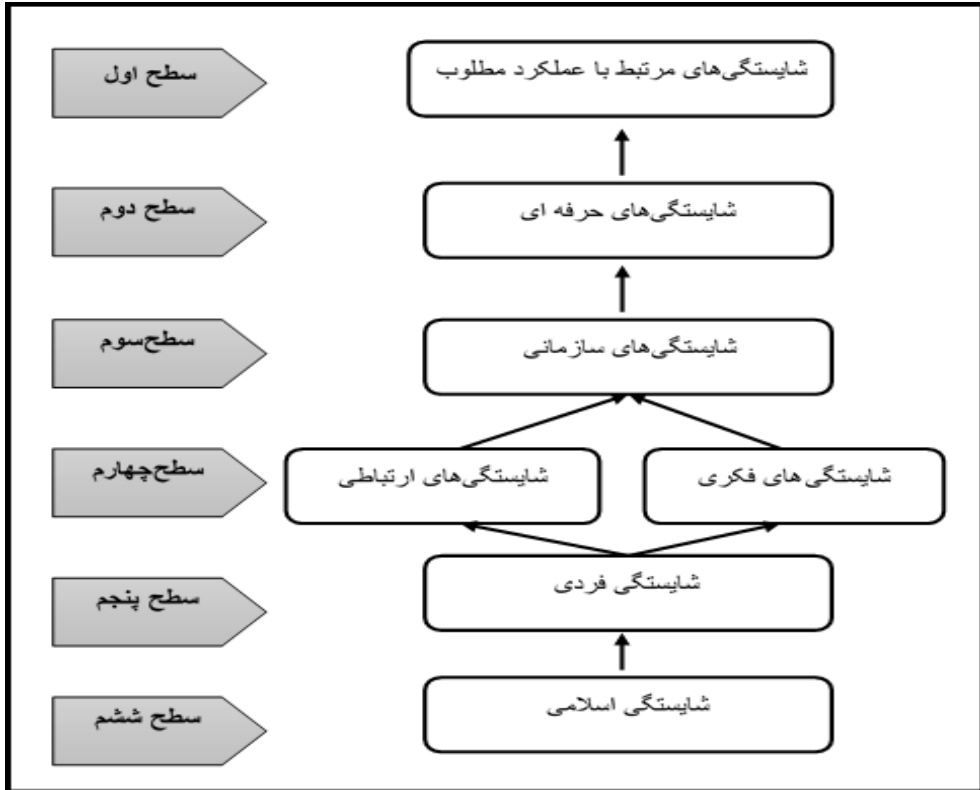 سطح اول
شایستگی‌های مرتبط با عملکرد مطلوب
سطح دوم
شایستگی‌های حرفه ای
سطح‌سوم
شایستگی‌های سازمانی
سطح‌چهارم
شایستگی‌های فکری
شایستگی‌های ارتباطی
سطح پنجم
شایستگی فردی
سطح ششم
شایستگی اسلامی